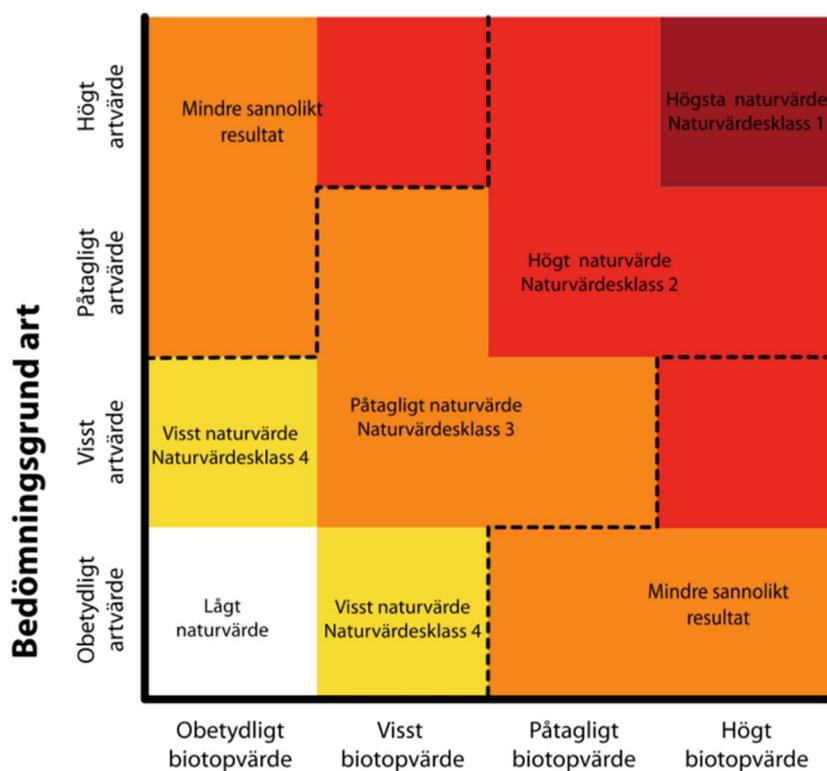 Bedömningsgrund art
Högt
artvärde
Påtagligt
artvärde
Visst
artvärde
Obetydligt
artvärde
Mindre sannolikt
resultat
Högsta naturvärde
Naturvärdesklass 1
Högt naturvärde
Naturvärdesklass 2
Påtagligt naturvärde
Naturvärdesklass 3
Visst naturvärde
Naturvärdesklass 4
Lågt
naturvärde
Visst naturvärde
Naturvärdesklass 4
Mindre sannolikt
resultat
Obetydligt
biotopvärde
Visst
biotopvärde
Påtagligt
biotopvärde
Högt
biotopvärde